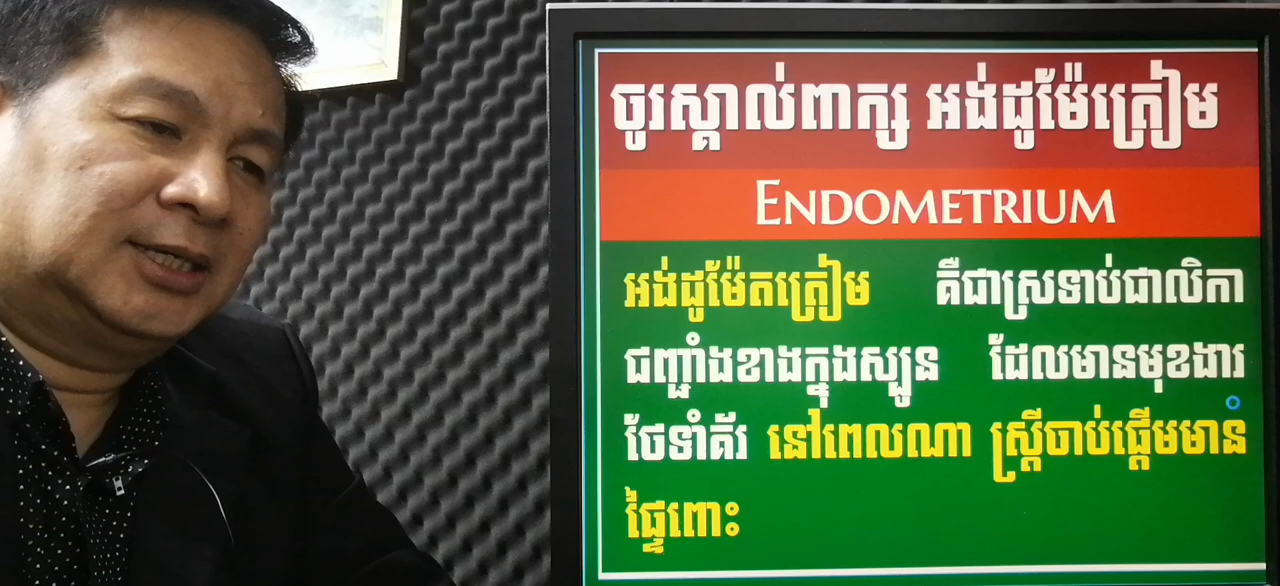 ចូរស្គាល់ពាក្ស អង់ដូម៉ែត្រៀម
ENDOMETRIUM
អង់ដូម៉ែតត្រៀម គឺជាស្រទាប់ជាលិកា
ជញ្ជាំងខាងក្នុងស្បូន ដែលមានមុខងារ
ថែទាំគ័រ នៅពេលណា ស្ត្រីចាប់ផ្តើមមាន
ផ្ទៃពោះ